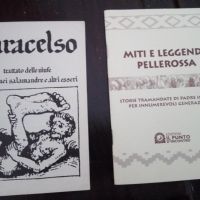 aracelso
trattato delle ninfe
salamandre e altri esseri
MITI E LEGGENDE
PELLEROSSA
STORIE TRAMANDATE DI PADRE IN
PER INNUMEREVOLI GENERAZ
IL PUNTO
D'INCONTRO